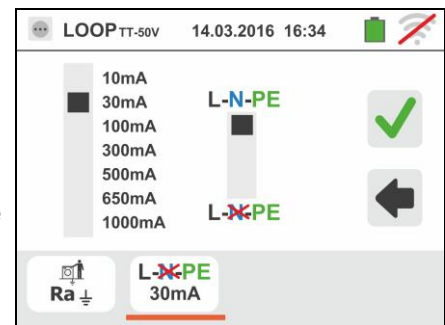 LOOP TT-50V 14.03.2016 16:34
10mA
30mA
100mA
300mA
500mA
650mA
1000mA
L-N-PE
L-N-PE
Ra
L-N-PE
30mA